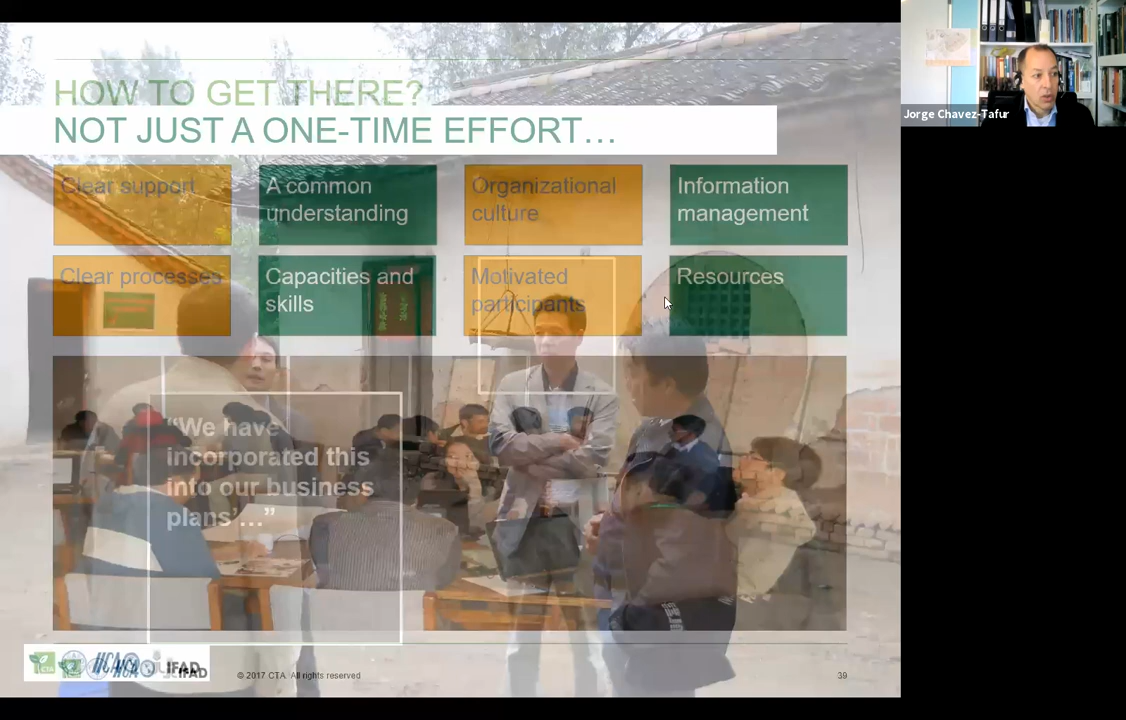 HOW TO GET THERE?
NOT JUST A ONE-TIME EFFORT…
Clear support
A common
understanding
Organizational
culture
Information
management
Clear processes
Capacities and
skills
Motivated
participants
Resources
“We have
incorporated this
into our business
plans’…”
CTA
IFAD
© 2017 CTA. All rights reserved
39
Jorge Chavez-Tafur